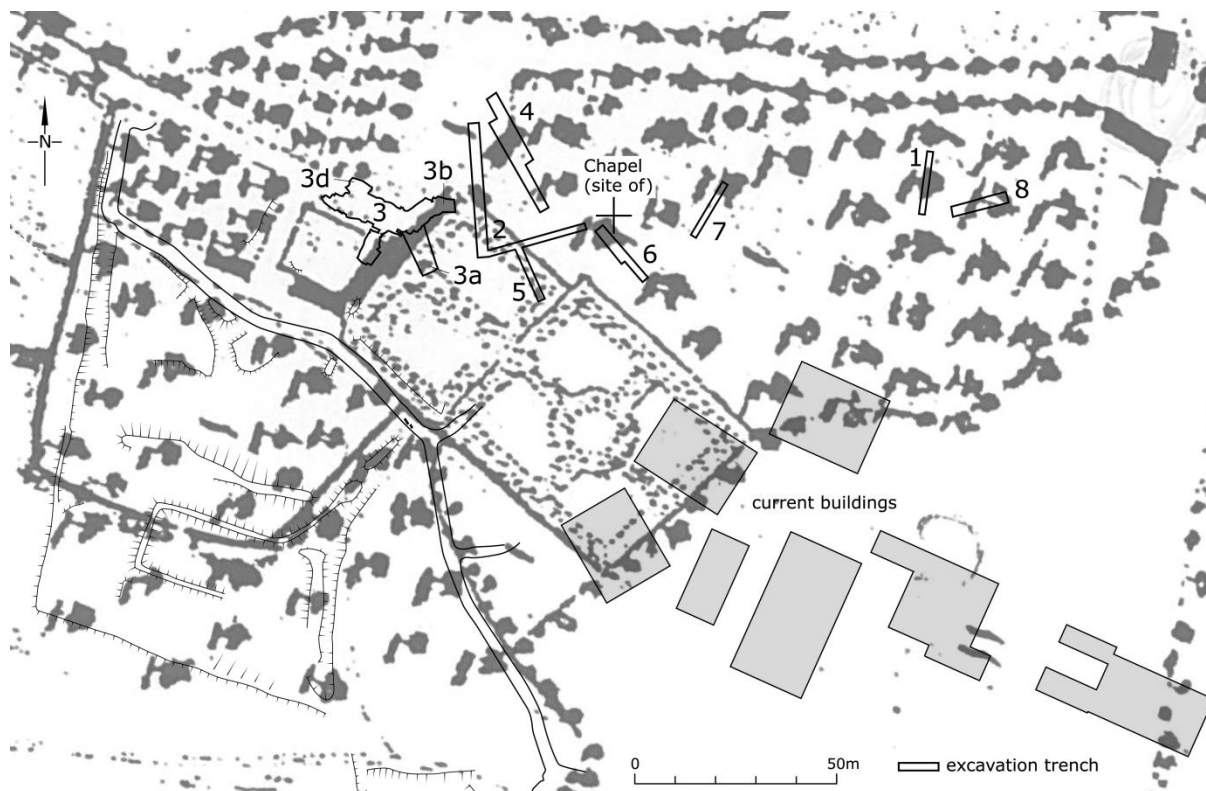 N
4
3d
3b
Chapel
(site of)
1
8
3
2
7
6
3a
5
current buildings
0
50m
excavation trench